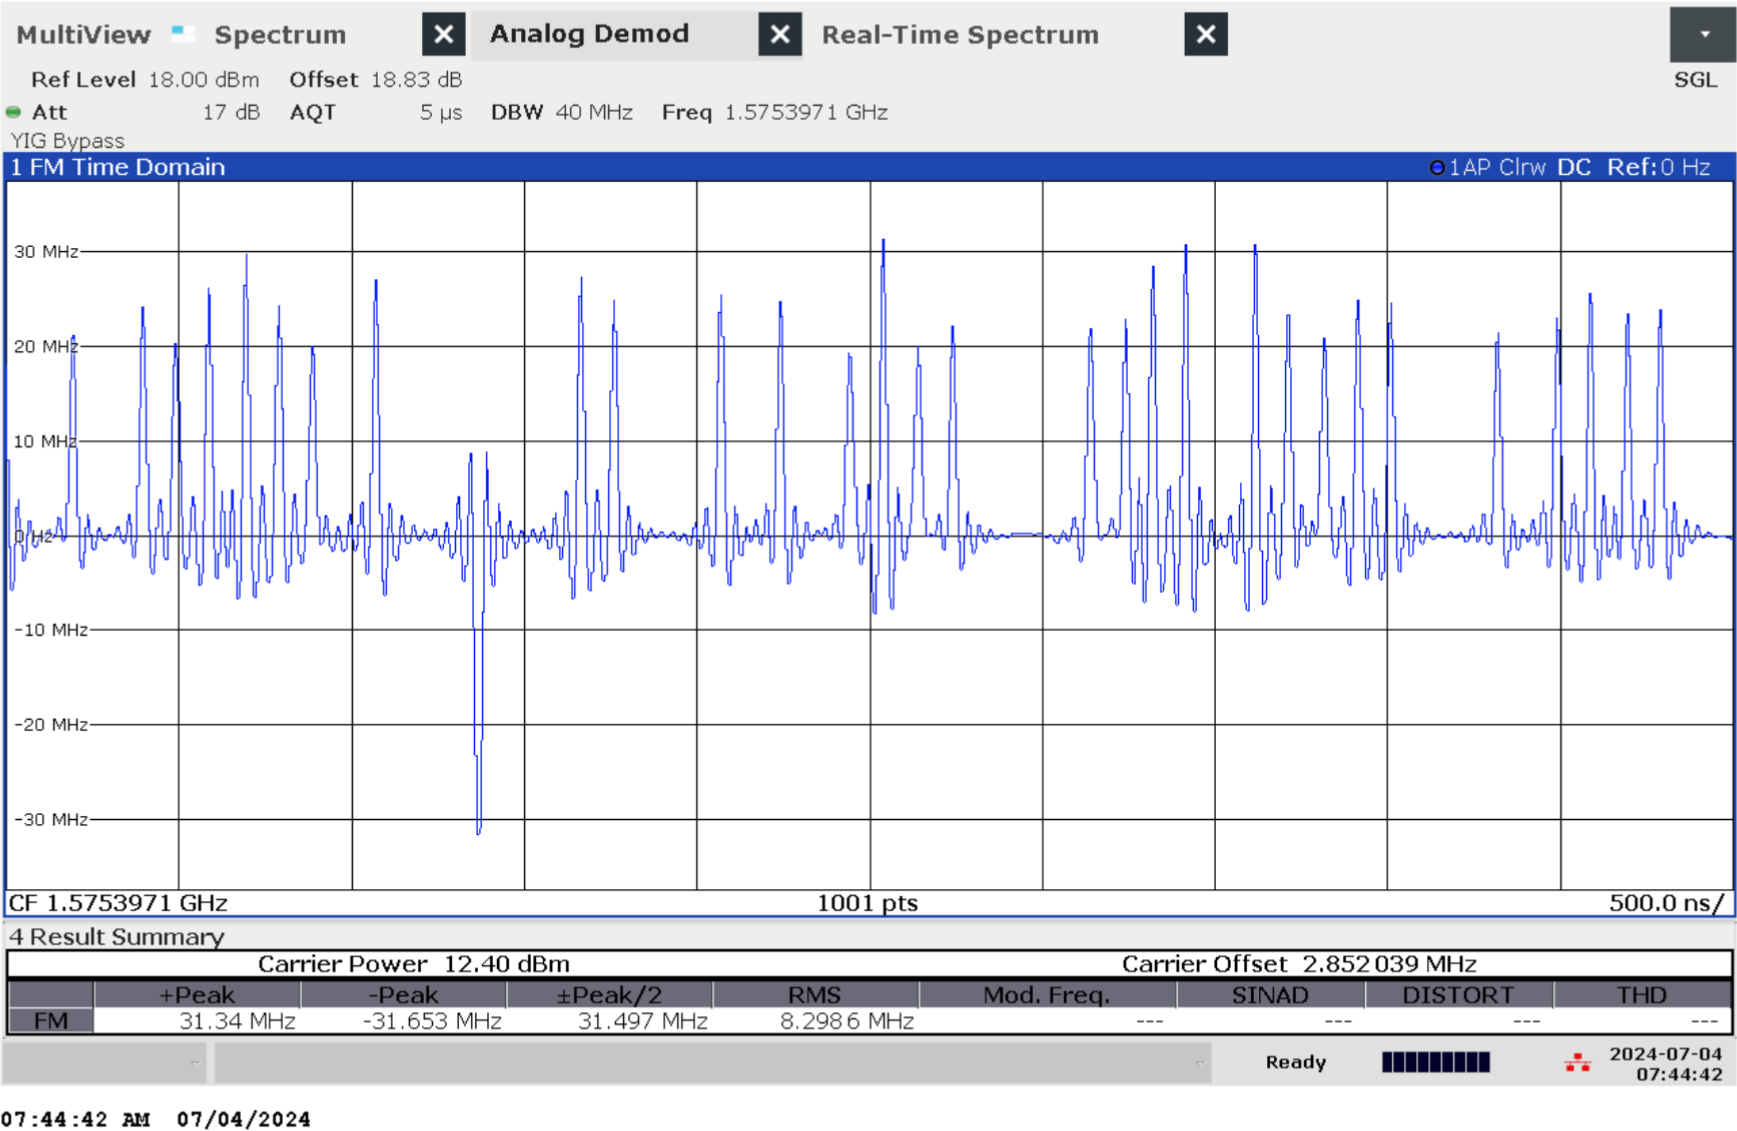 MultiView Spectrum Analog Demod Real-Time Spectrum
Ref Level 18.00 dBm Offset 18.83 dB SGL
Att 17 dB AQT 5 µs DBW 40 MHz Freq 1.5753971 GHz
YIG Bypass
1 FM Time Domain 1AP Clrw DC Ref:0 Hz
30 MHz
20 MHz
10 MHz
0 Hz
-10 MHz
-20 MHz
-30 MHz
CF 1.5753971 GHz 1001 pts 500.0 ns/
4 Result Summary
Carrier Power 12.40 dBm Carrier Offset 2.852039 MHz
+Peak -Peak ±Peak/2 RMS Mod. Freq. SINAD DISTORT THD
FM 31.34 MHz -31.653 MHz 31.497 MHz 8.2986 MHz --- --- --- ---
Ready 2024-07-04
07:44:42
07:44:42 AM 07/04/2024